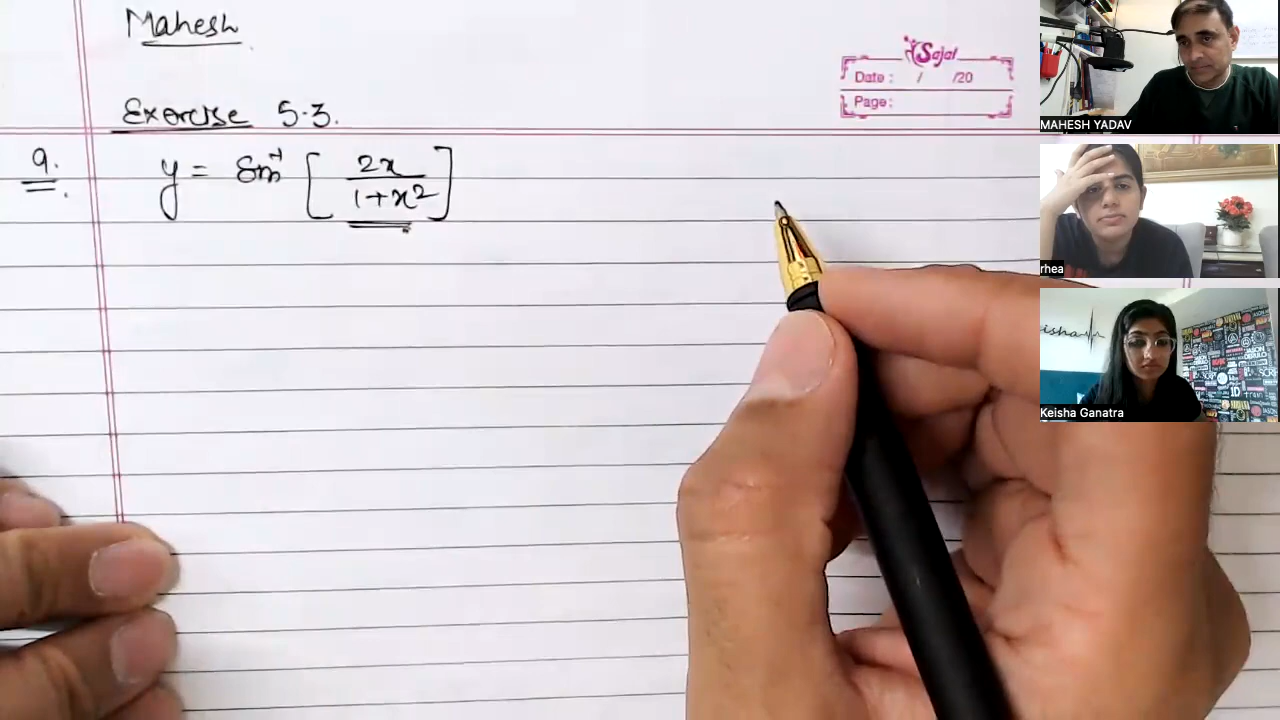 Mahesh
Sajal
Date : / /20
Page :
Exercise 5.3.
9. y = Sin⁻¹ [ 2x / 1+x² ]
MAHESH YADAV
rhea
isha
Keisha Ganatra